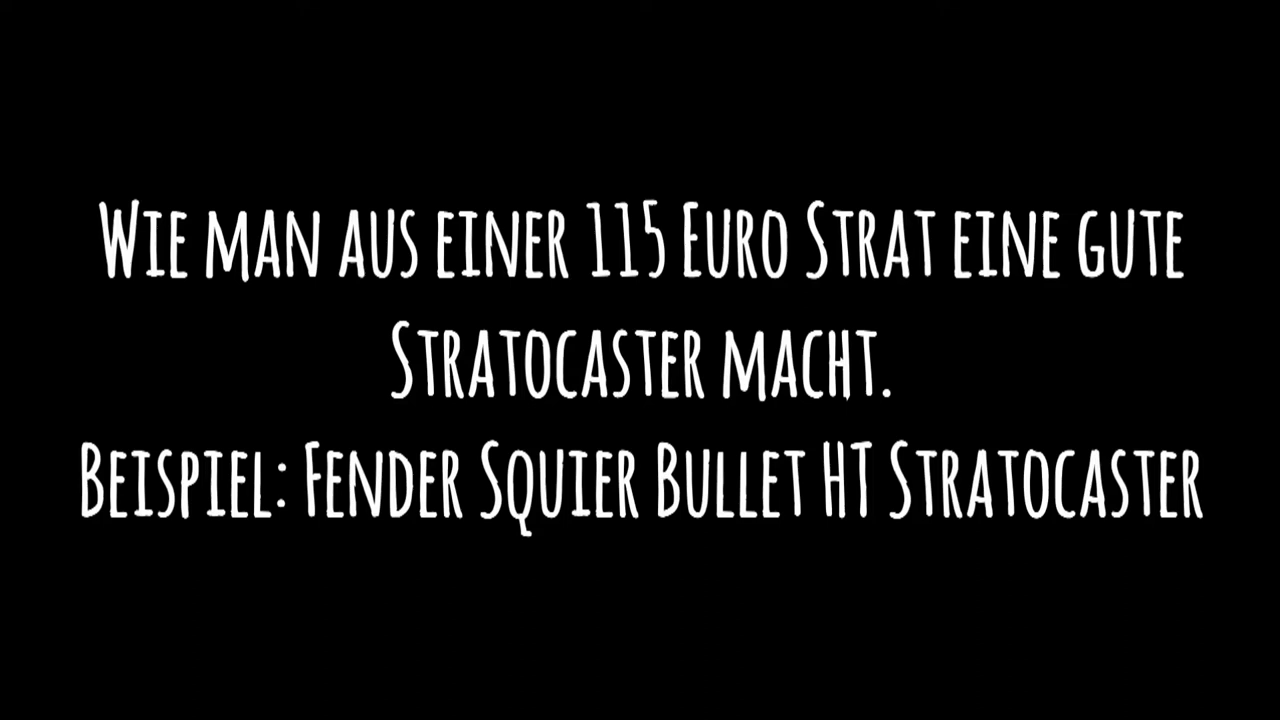 Wie man aus einer 115 Euro Strat eine gute
Stratocaster macht.
Beispiel: Fender Squier Bullet HT Stratocaster